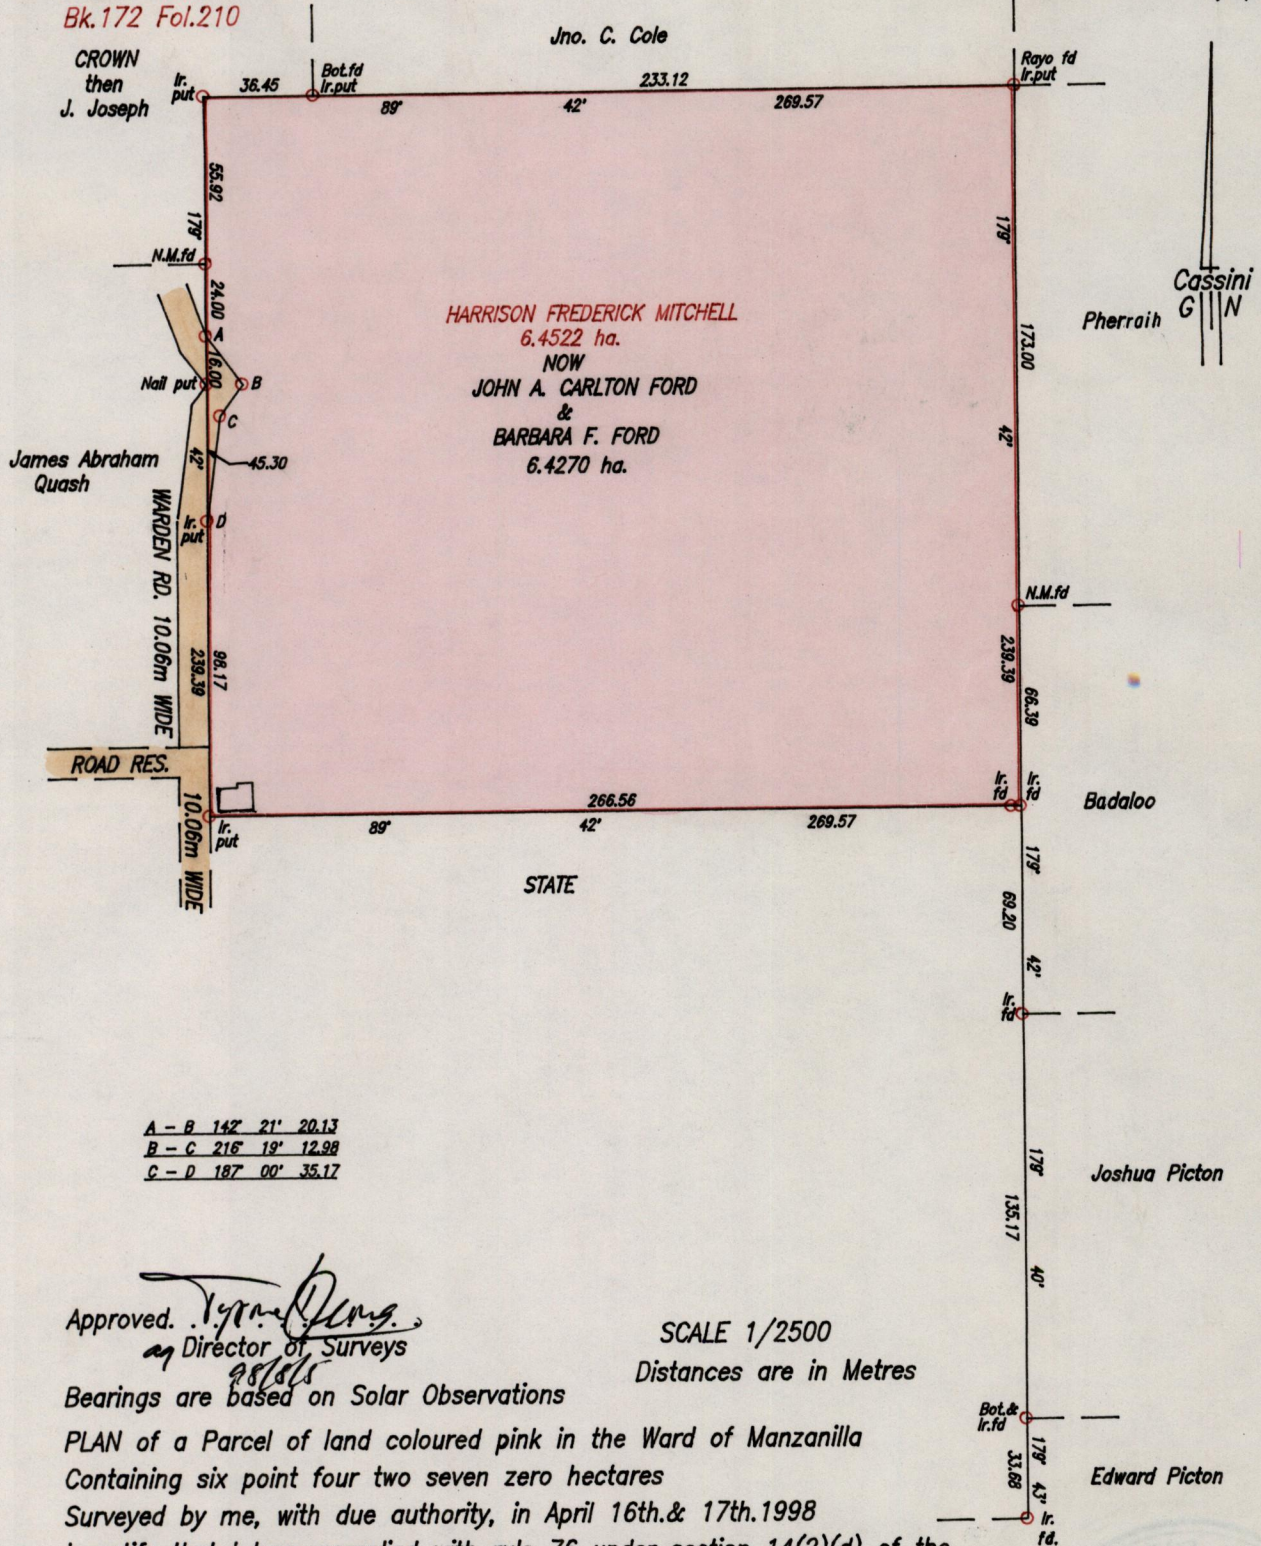 Bk.172 Fol.210
CROWN
then
J. Joseph
Jno. C. Cole
Ir.
put
36.45
Bot.fd
Ir.put
233.12
Rayo fd
Ir.put
89°
42'
269.57
55.92
179°
N.M.fd
24.00
A
16.00
Nail put
B
C
42'
45.30
James Abraham
Quash
Ir.
put
D
WARDEN RD. 10.06m WIDE
239.39
98.17
ROAD RES.
10.06m WIDE
Ir.
put
HARRISON FREDERICK MITCHELL
6.4522 ha.
NOW
JOHN A. CARLTON FORD
&
BARBARA F. FORD
6.4270 ha.
179°
173.00
42'
Pherraih
Cassini
G N
N.M.fd
239.39
66.39
Ir.
fd
Ir.
fd
Badaloo
266.56
89°
42'
269.57
STATE
179°
69.20
42'
Ir.
fd
A - B 142° 21' 20.13
B - C 216° 19' 12.98
C - D 187° 00' 35.17
179°
135.17
40'
Joshua Picton
Approved.
ag Director of Surveys
98/8/5
SCALE 1/2500
Distances are in Metres
Bearings are based on Solar Observations
Bot.&
Ir.fd
179°
33.68
43'
Edward Picton
Ir.
fd.
PLAN of a Parcel of land coloured pink in the Ward of Manzanilla
Containing six point four two seven zero hectares
Surveyed by me, with due authority, in April 16th.& 17th.1998